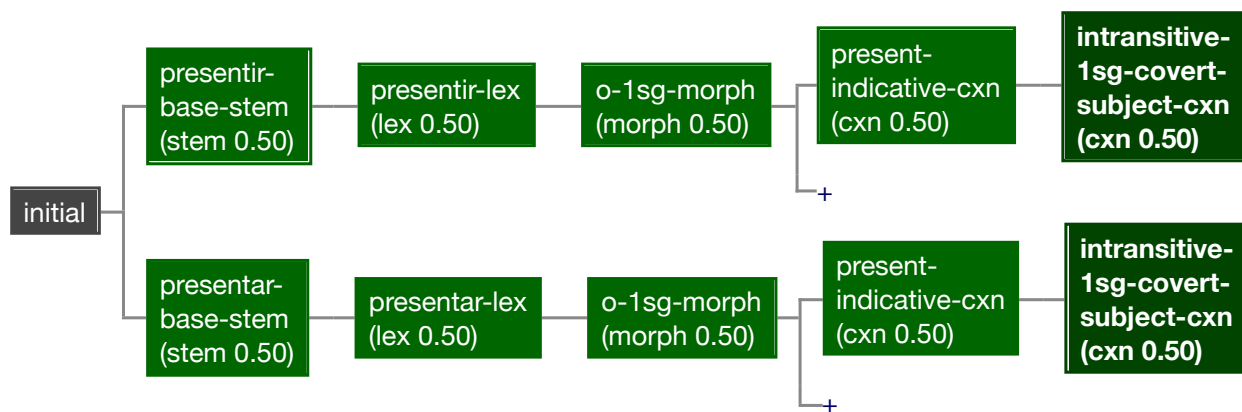 initial
presentir-
base-stem
(stem 0.50)
presentir-lex
(lex 0.50)
o-1sg-morph
(morph 0.50)
present-
indicative-cxn
(cxn 0.50)
+
intransitive-
1sg-covert-
subject-cxn
(cxn 0.50)
presentar-
base-stem
(stem 0.50)
presentar-lex
(lex 0.50)
o-1sg-morph
(morph 0.50)
present-
indicative-cxn
(cxn 0.50)
+
intransitive-
1sg-covert-
subject-cxn
(cxn 0.50)